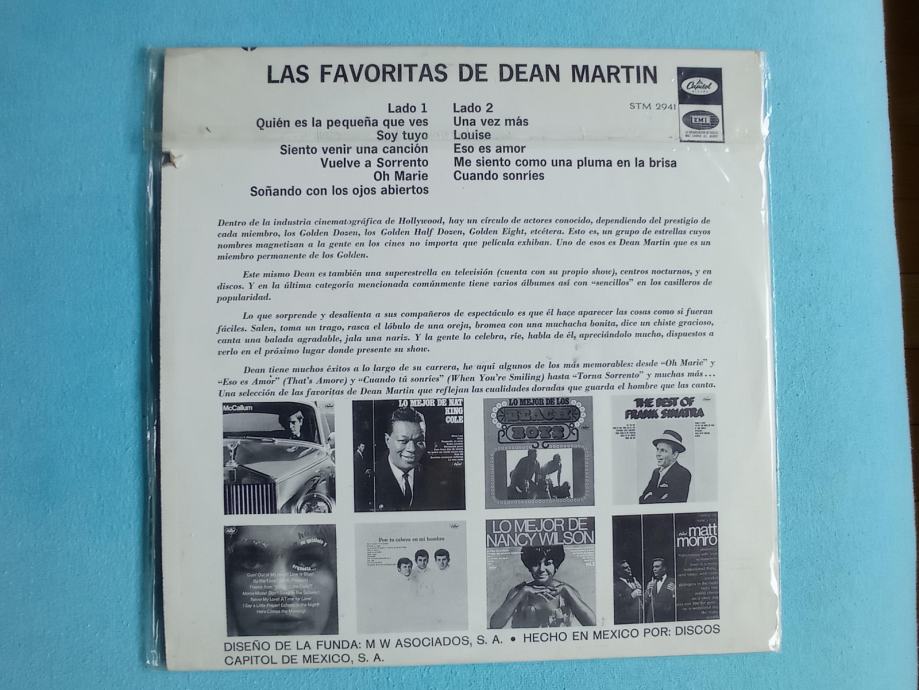 LAS FAVORITAS DE DEAN MARTIN
Capitol
EMI
STM 2941
Lado 1
Quién es la pequeña que ves
Soy tuyo
Siento venir una canción
Vuelve a Sorrento
Oh Marie
Soñando con los ojos abiertos
Lado 2
Una vez más
Louise
Eso es amor
Me siento como una pluma en la brisa
Cuando sonríes
Dentro de la industria cinematográfica de Hollywood, hay un círculo de actores conocido, dependiendo del prestigio de
cada miembro, los Golden Dozen, los Golden Half Dozen, Golden Eight, etcétera. Esto es, un grupo de estrellas cuyos
nombres magnetizan a la gente en los cines no importa que película exhiban. Uno de esos es Dean Martin que es un
miembro permanente de los Golden.
Este mismo Dean es también una superestrella en televisión (cuenta con su propio show), centros nocturnos, y en
discos. Y en la última categoría mencionada comúnmente tiene varios álbumes así con "sencillos" en los casilleros de
popularidad.
Lo que sorprende y desalienta a sus compañeros de espectáculo es que él hace aparecer las cosas como si fueran
fáciles. Salen, toma un trago, rasca el lóbulo de una oreja, bromea con una muchacha bonita, dice un chiste gracioso,
canta una balada agradable, jala una nariz. Y la gente lo celebra, ríe, habla de él, apreciándolo mucho, dispuestos a
verlo en el próximo lugar donde presente su show.
Dean tiene muchos éxitos a lo largo de su carrera, he aquí algunos de los más memorables: desde "Oh Marie" y
"Eso es Amor" (That's Amore) y "Cuando tú sonríes" (When You're Smiling) hasta "Torna Sorrento" y muchas más...
Una selección de las favoritas de Dean Martin que reflejan las cualidades doradas que guarda el hombre que las canta.
McCallum
LO MEJOR DE NAT
KING
COLE
LO MEJOR DE LOS
BEACH
BOYS
THE BEST OF
FRANK SINATRA
Pon tu cabeza en mi hombro
LO MEJOR DE
NANCY WILSON
matt
monro
DISEÑO DE LA FUNDA: M W ASOCIADOS, S. A. • HECHO EN MEXICO POR: DISCOS
CAPITOL DE MEXICO, S. A.